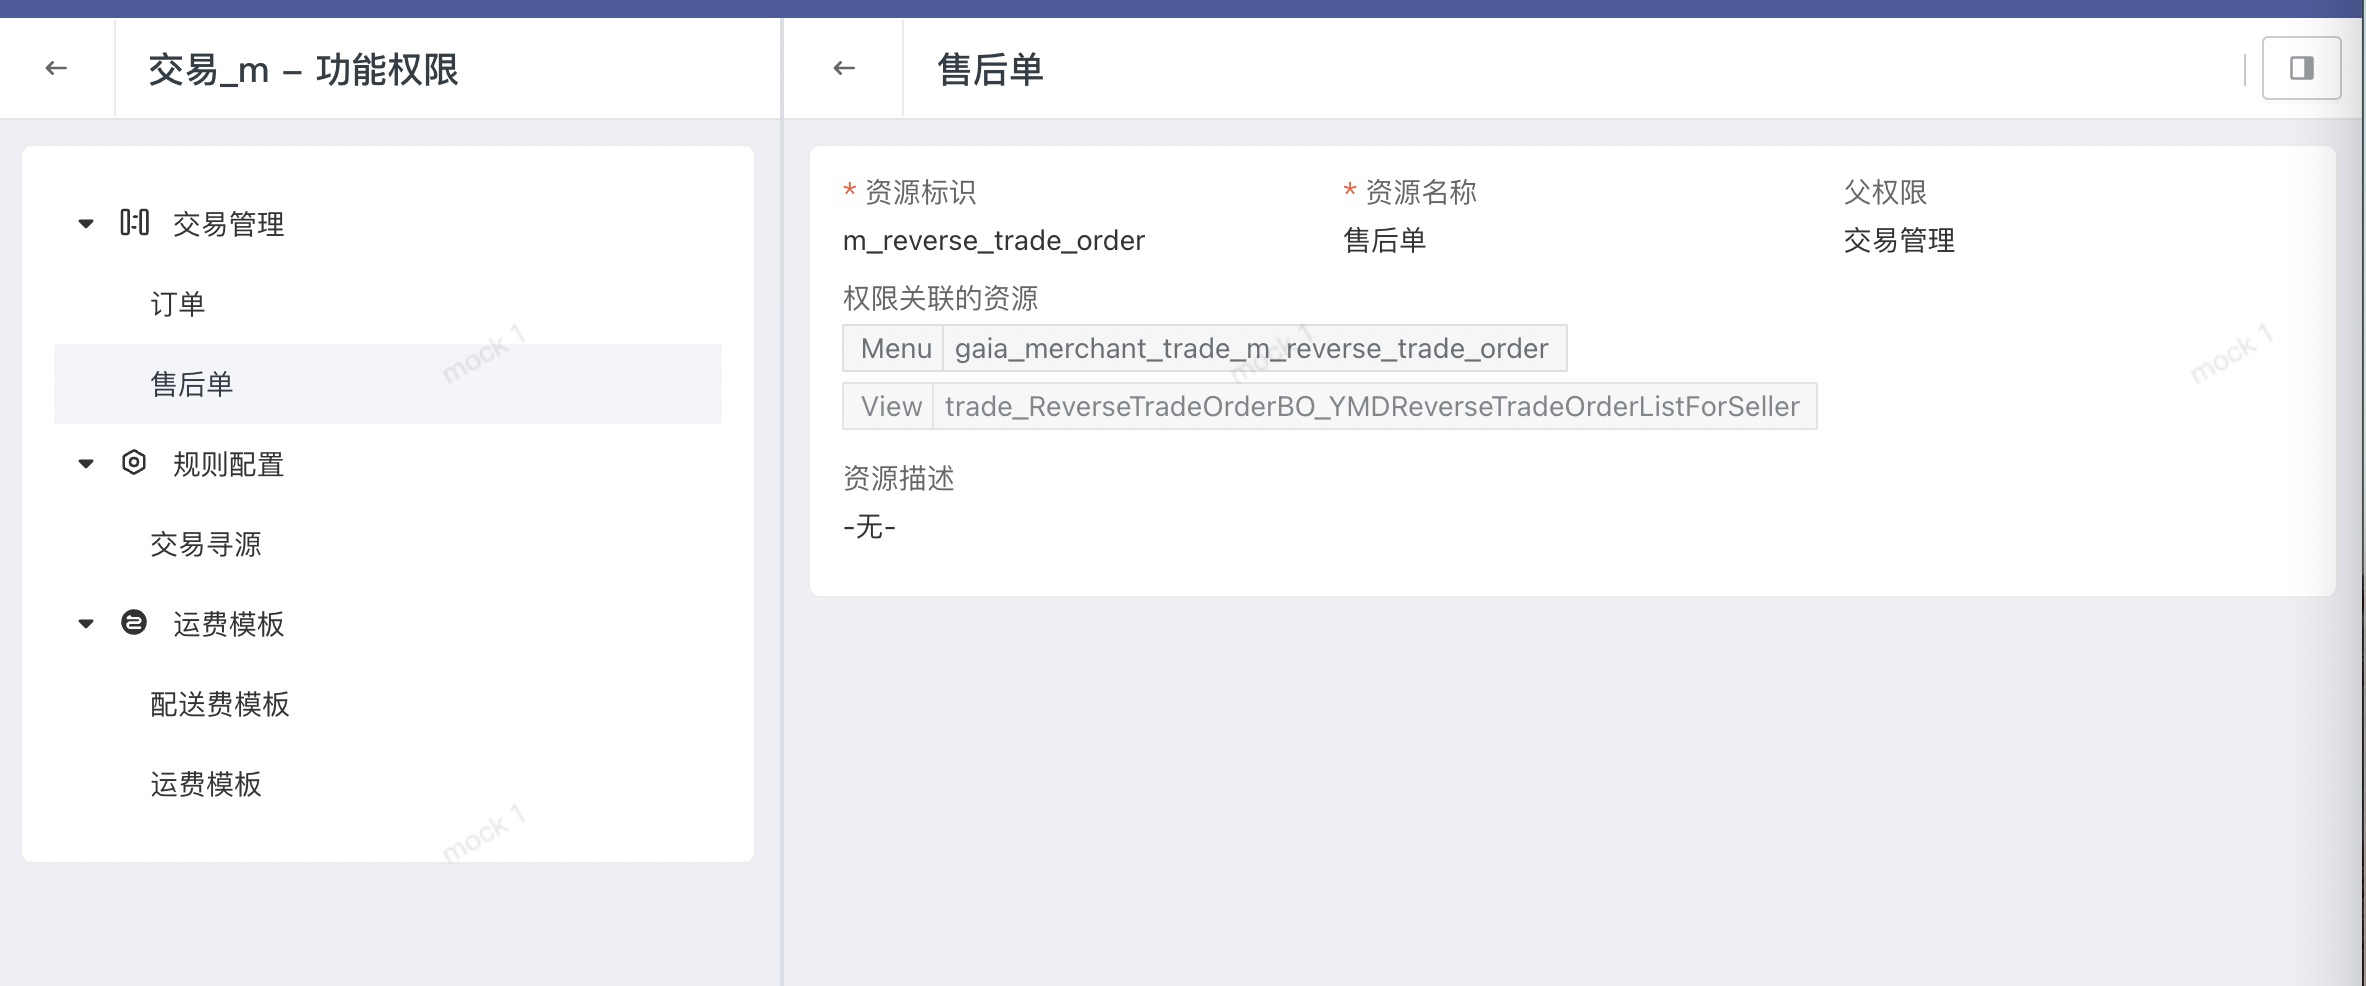 交易_m – 功能权限
交易管理
订单
售后单
规则配置
交易寻源
运费模板
配送费模板
运费模板
mock 1
mock 1
售后单
* 资源标识
m_reverse_trade_order
* 资源名称
售后单
父权限
交易管理
权限关联的资源
Menu gaia_merchant_trade_m_reverse_trade_order
View trade_ReverseTradeOrderBO_YMDReverseTradeOrderListForSeller
资源描述
-无-
mock 1
mock 1